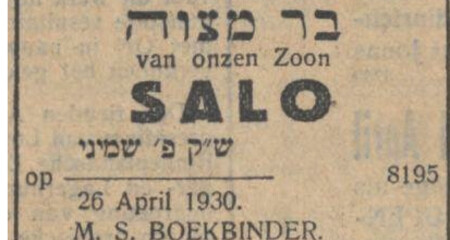 בר מצוה
van onzen Zoon
SALO
ש״ק פ׳ שמיני
op 8195
26 April 1930.
M. S. BOEKBINDER.